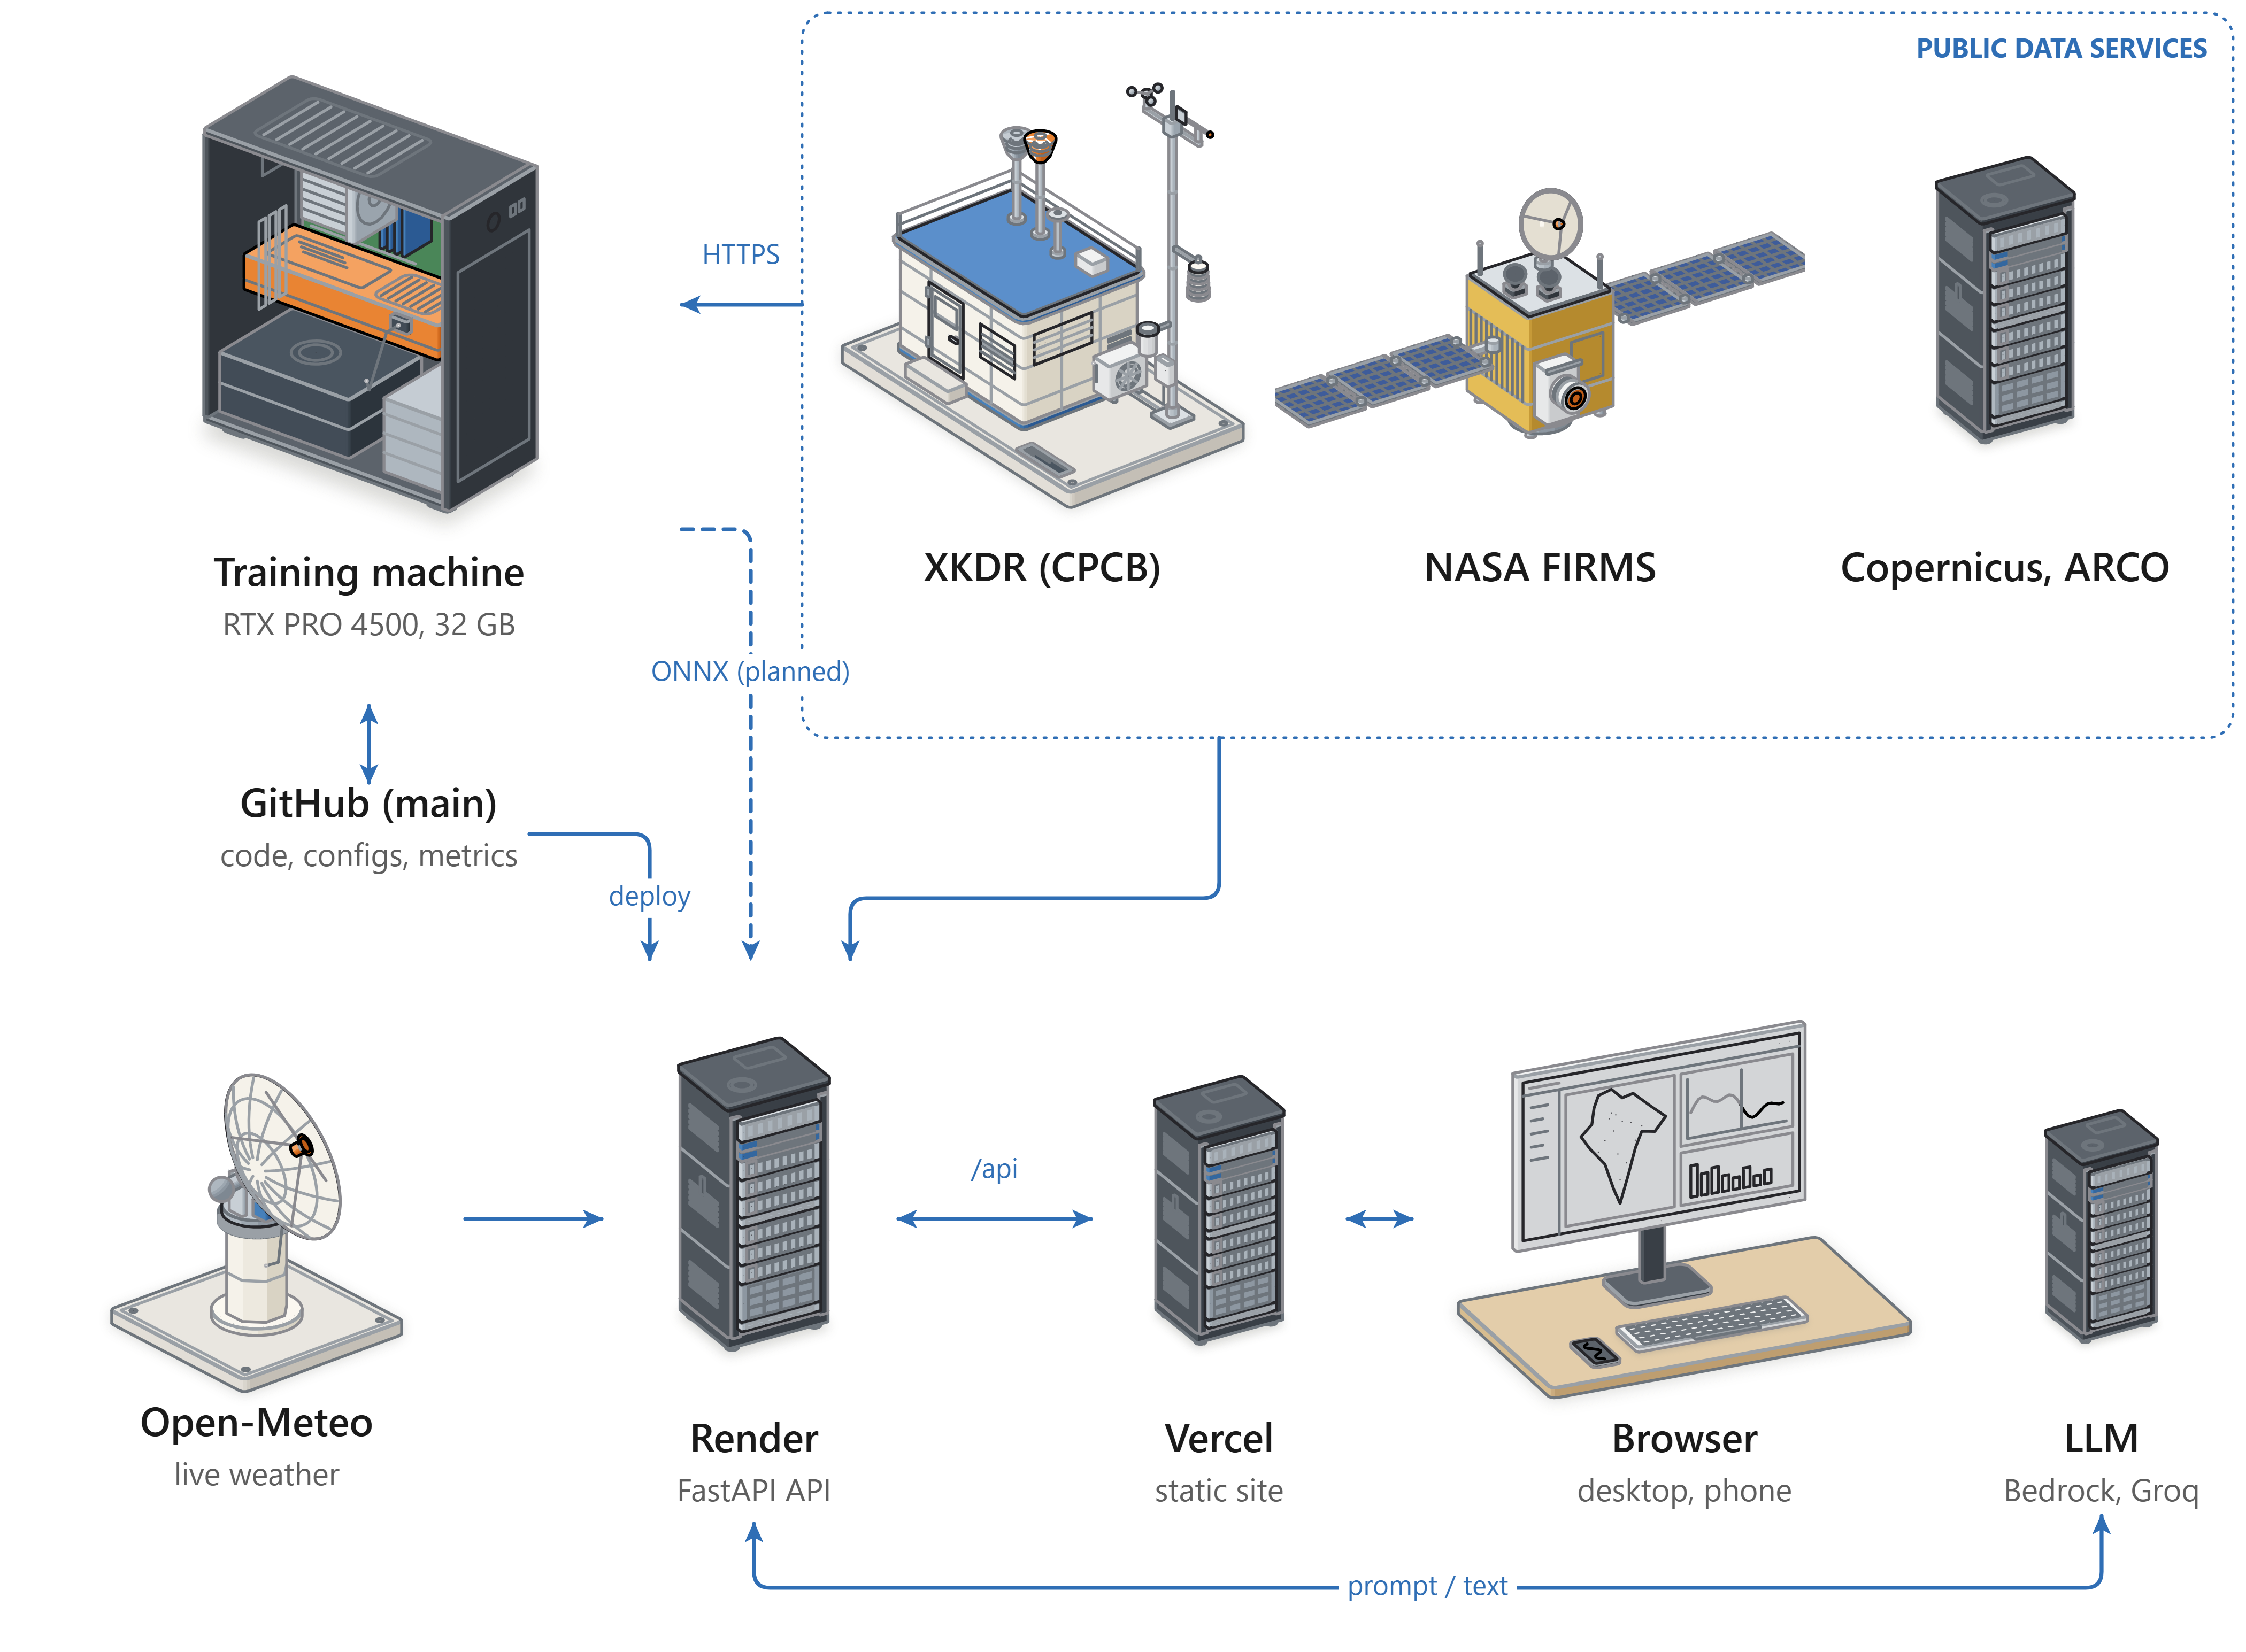 PUBLIC DATA SERVICES
HTTPS
Training machine
RTX PRO 4500, 32 GB
XKDR (CPCB)
NASA FIRMS
Copernicus, ARCO
ONNX (planned)
GitHub (main)
code, configs, metrics
deploy
/api
Open-Meteo
live weather
Render
FastAPI API
Vercel
static site
Browser
desktop, phone
LLM
Bedrock, Groq
prompt / text